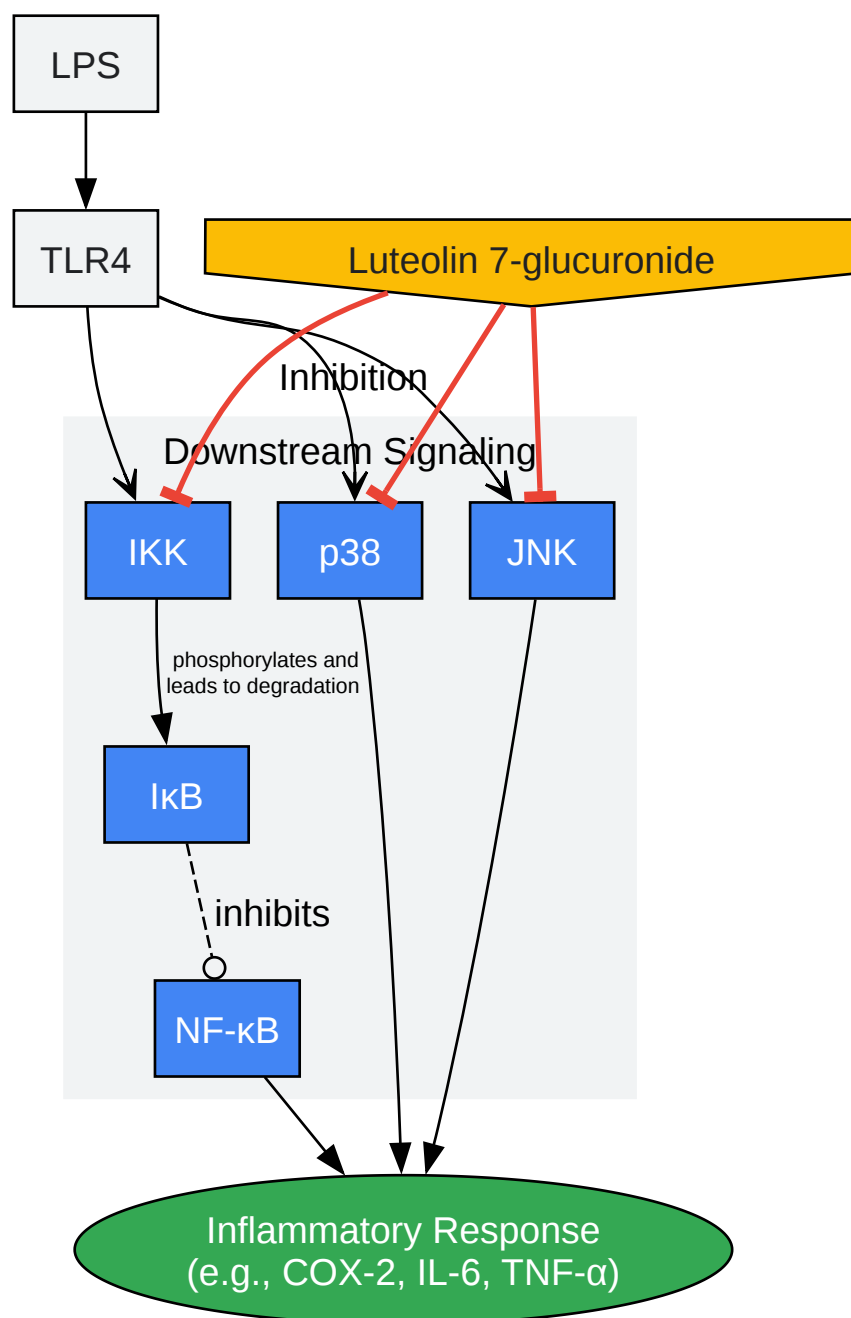 LPS
TLR4
Luteolin 7-glucuronide
Inhibition
Downstream Signaling
IKK
p38
JNK
phosphorylates and
leads to degradation
IκB
inhibits
NF-κB
Inflammatory Response
(e.g., COX-2, IL-6, TNF-α)